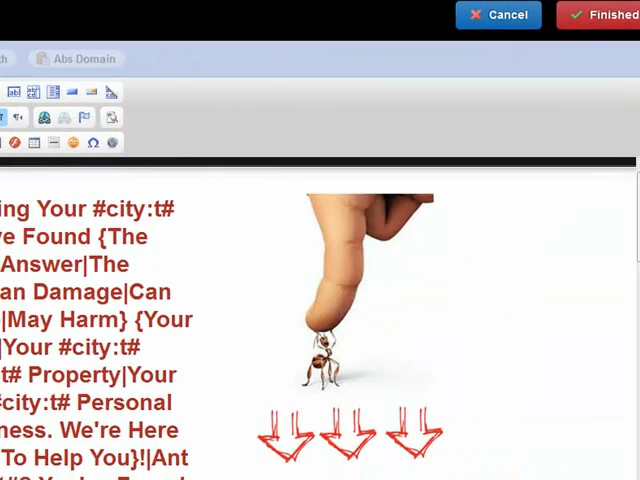 Cancel
Finished
th
Abs Domain
ing Your #city:t#
ve Found {The
Answer|The
an Damage|Can
|May Harm} {Your
|Your #city:t#
t# Property|Your
#city:t# Personal
ness. We're Here
To Help You}!|Ant